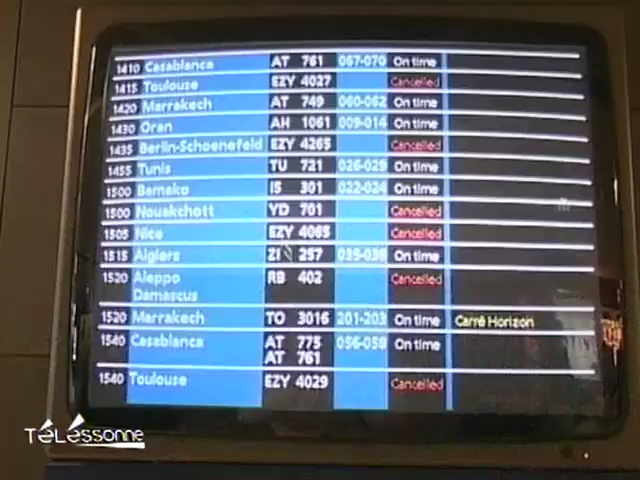 1410 Casablanca AT 761 067-070 On time
1415 Toulouse EZY 4027 Cancelled
1420 Marrakech AT 749 060-062 On time
1430 Oran AH 1061 009-014 On time
1435 Berlin-Schoenefeld EZY 4265 Cancelled
1455 Tunis TU 721 026-029 On time
1500 Bamako I5 301 022-024 On time
1500 Nouakchott YD 701 Cancelled
1505 Nice EZY 4065 Cancelled
1515 Algiers ZI 257 035-036 On time
1520 Aleppo RB 402 Cancelled
Damascus
1520 Marrakech TO 3016 201-203 On time Carré Horizon
1540 Casablanca AT 775 056-058 On time
AT 761
1540 Toulouse EZY 4029 Cancelled
Téléssonne